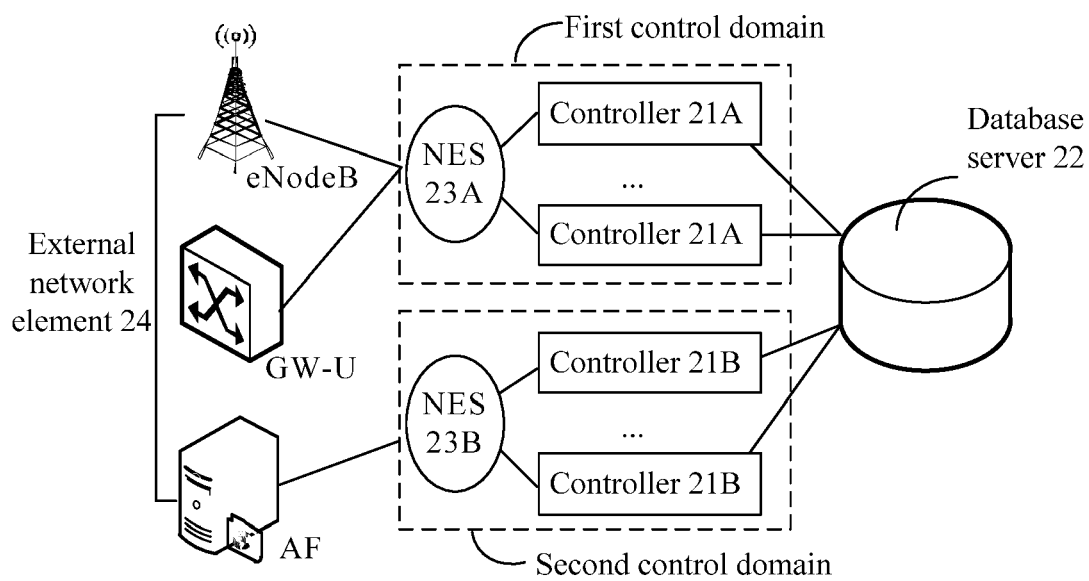 First control domain
Controller 21A
Database
server 22
NES
23A
eNodeB
...
Controller 21A
External
network
element 24
GW-U
Controller 21B
NES
23B
...
Controller 21B
AF
Second control domain